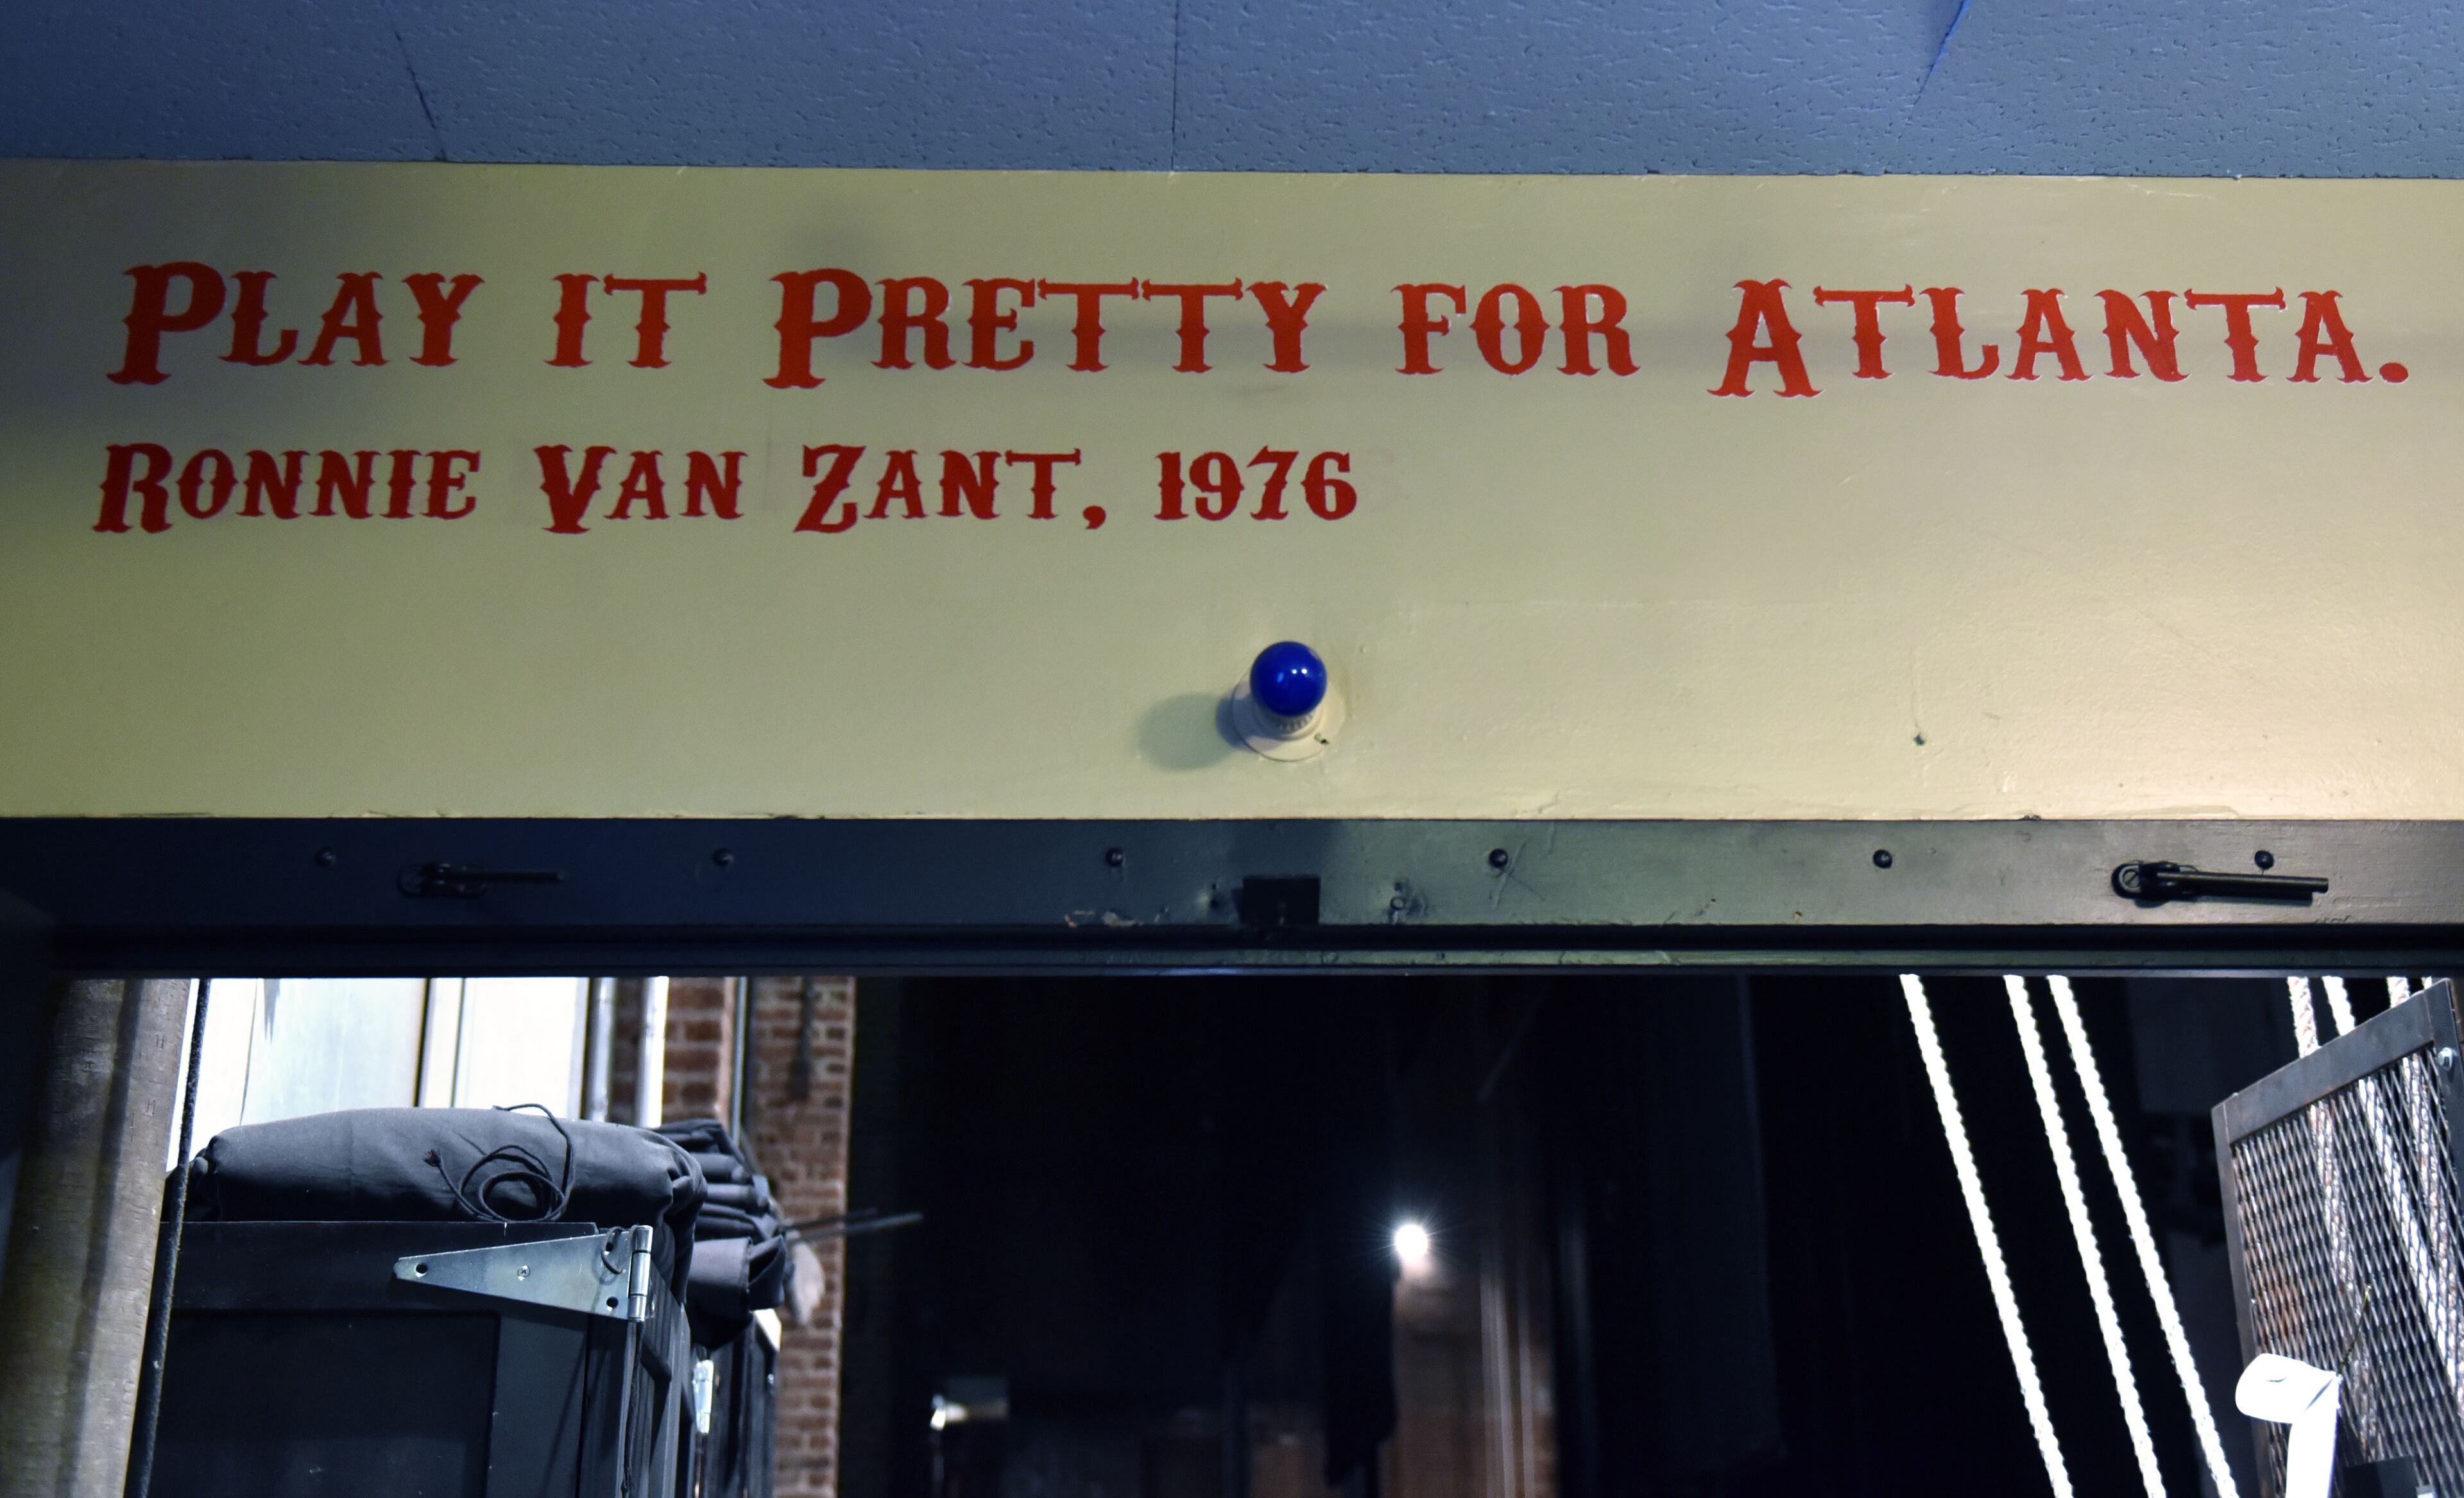 Play it Pretty for Atlanta.
Ronnie Van Zant, 1976